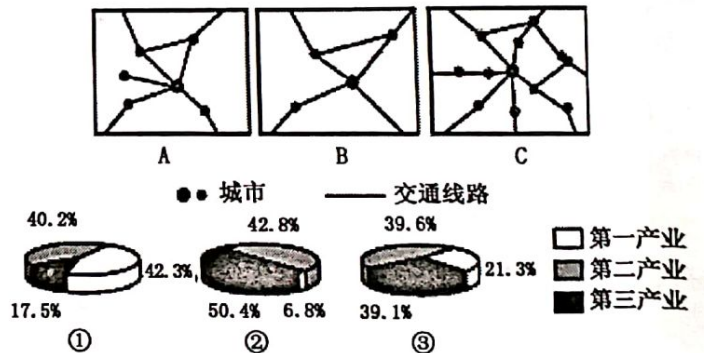 A B C
城市 交通线路
40.2% 42.8% 39.6%
42.3% 21.3%
17.5% 50.4% 6.8% 39.1%
① ② ③
第一产业
第二产业
第三产业